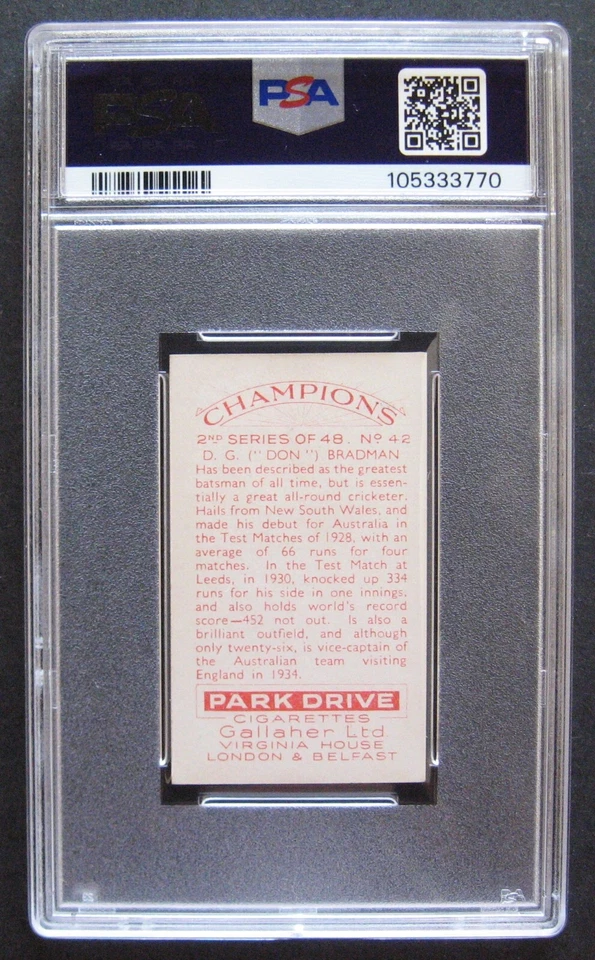 PSA
PSA
105333770
CHAMPIONS
2ND SERIES OF 48. No 42
D. G. ("DON") BRADMAN
Has been described as the greatest
batsman of all time, but is essen-
tially a great all-round cricketer.
Hails from New South Wales, and
made his debut for Australia in
the Test Matches of 1928, with an
average of 66 runs for four
matches. In the Test Match at
Leeds, in 1930, knocked up 334
runs for his side in one innings,
and also holds world's record
score—452 not out. Is also a
brilliant outfield, and although
only twenty-six, is vice-captain of
the Australian team visiting
England in 1934.
PARK DRIVE
CIGARETTES
Gallaher Ltd
VIRGINIA HOUSE
LONDON & BELFAST
PSA